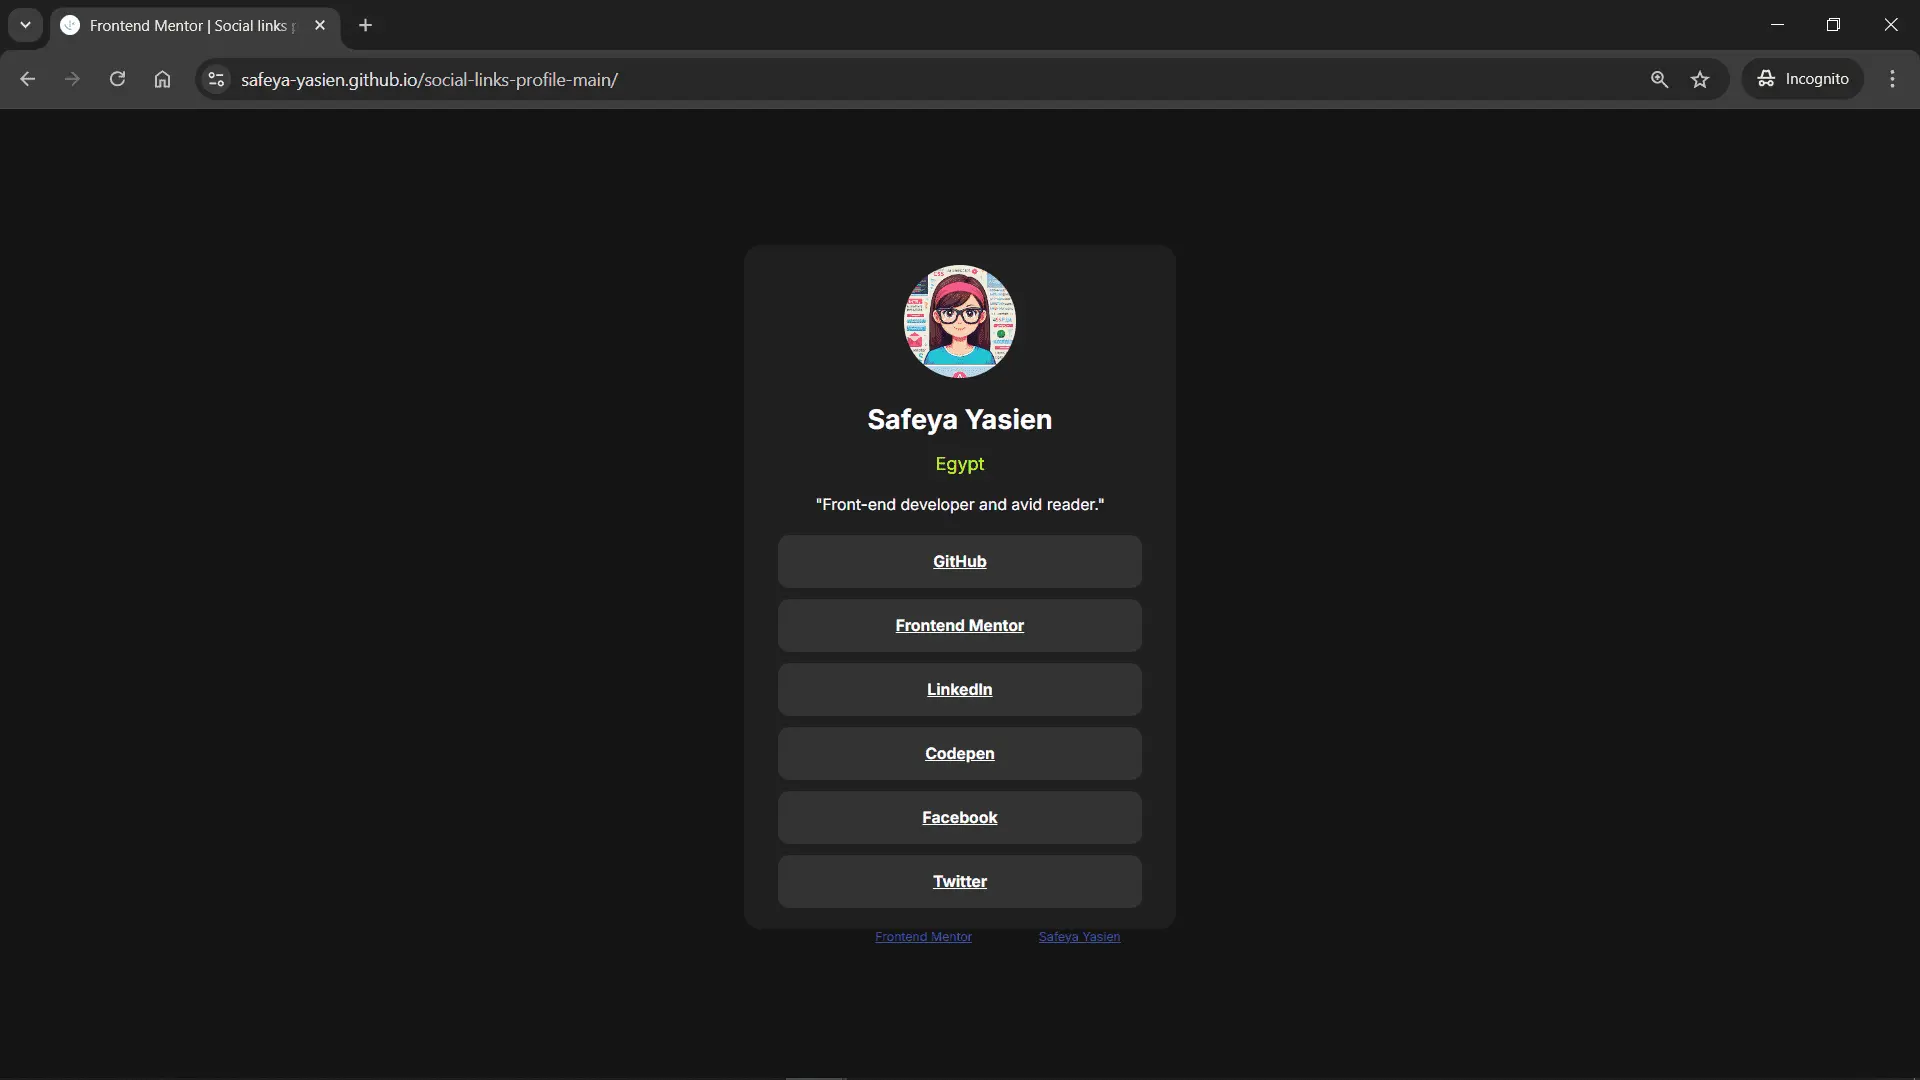 Frontend Mentor | Social links
safeya-yasien.github.io/social-links-profile-main/
Incognito
Safeya Yasien
Egypt
"Front-end developer and avid reader."
GitHub
Frontend Mentor
LinkedIn
Codepen
Facebook
Twitter
Frontend Mentor Safeya Yasien